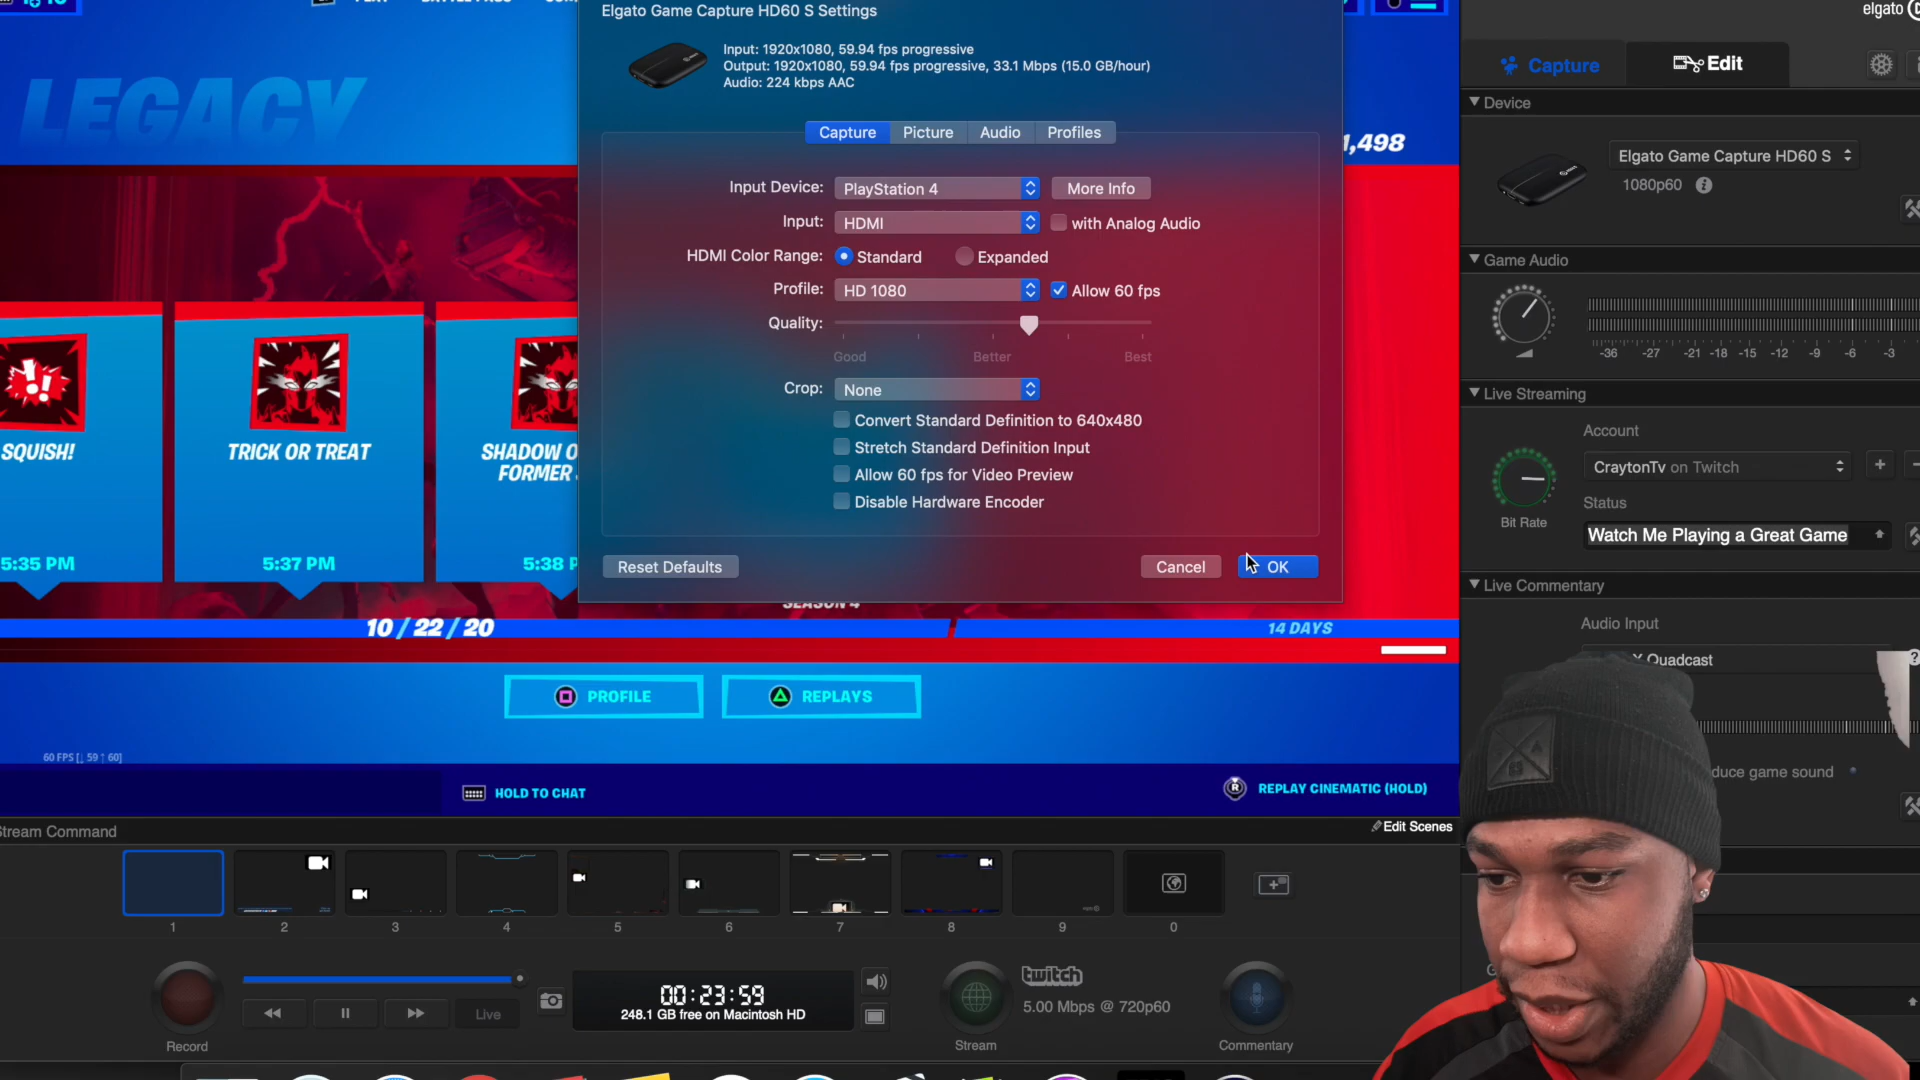 Elgato Game Capture HD60 S Settings
Input: 1920x1080, 59.94 fps progressive
Output: 1920x1080, 59.94 fps progressive, 33.1 Mbps (15.0 GB/hour)
Audio: 224 kbps AAC
Capture Picture Audio Profiles
Input Device: PlayStation 4 More Info
Input: HDMI with Analog Audio
HDMI Color Range: Standard Expanded
Profile: HD 1080 Allow 60 fps
Quality:
Good Better Best
Crop: None
Convert Standard Definition to 640x480
Stretch Standard Definition Input
Allow 60 fps for Video Preview
Disable Hardware Encoder
Reset Defaults Cancel OK
LEGACY
1,498
SQUISH!
5:35 PM
TRICK OR TREAT
5:37 PM
SHADOW O
FORMER
5:38 P
SEASON 4
10 / 22 / 20
14 DAYS
PROFILE
REPLAYS
60 FPS [↓ 59 ↑ 60]
HOLD TO CHAT
REPLAY CINEMATIC (HOLD)
elgato
Capture Edit
Device
Elgato Game Capture HD60 S
1080p60
Game Audio
-36 -27 -21 -18 -15 -12 -9 -6 -3
Live Streaming
Account
CraytonTv on Twitch
Status
Bit Rate
Watch Me Playing a Great Game
Live Commentary
Audio Input
X Quadcast
duce game sound
Stream Command
Edit Scenes
1 2 3 4 5 6 7 8 9 0
Record
Live
00:23:59
248.1 GB free on Macintosh HD
Stream
twitch
5.00 Mbps @ 720p60
Commentary